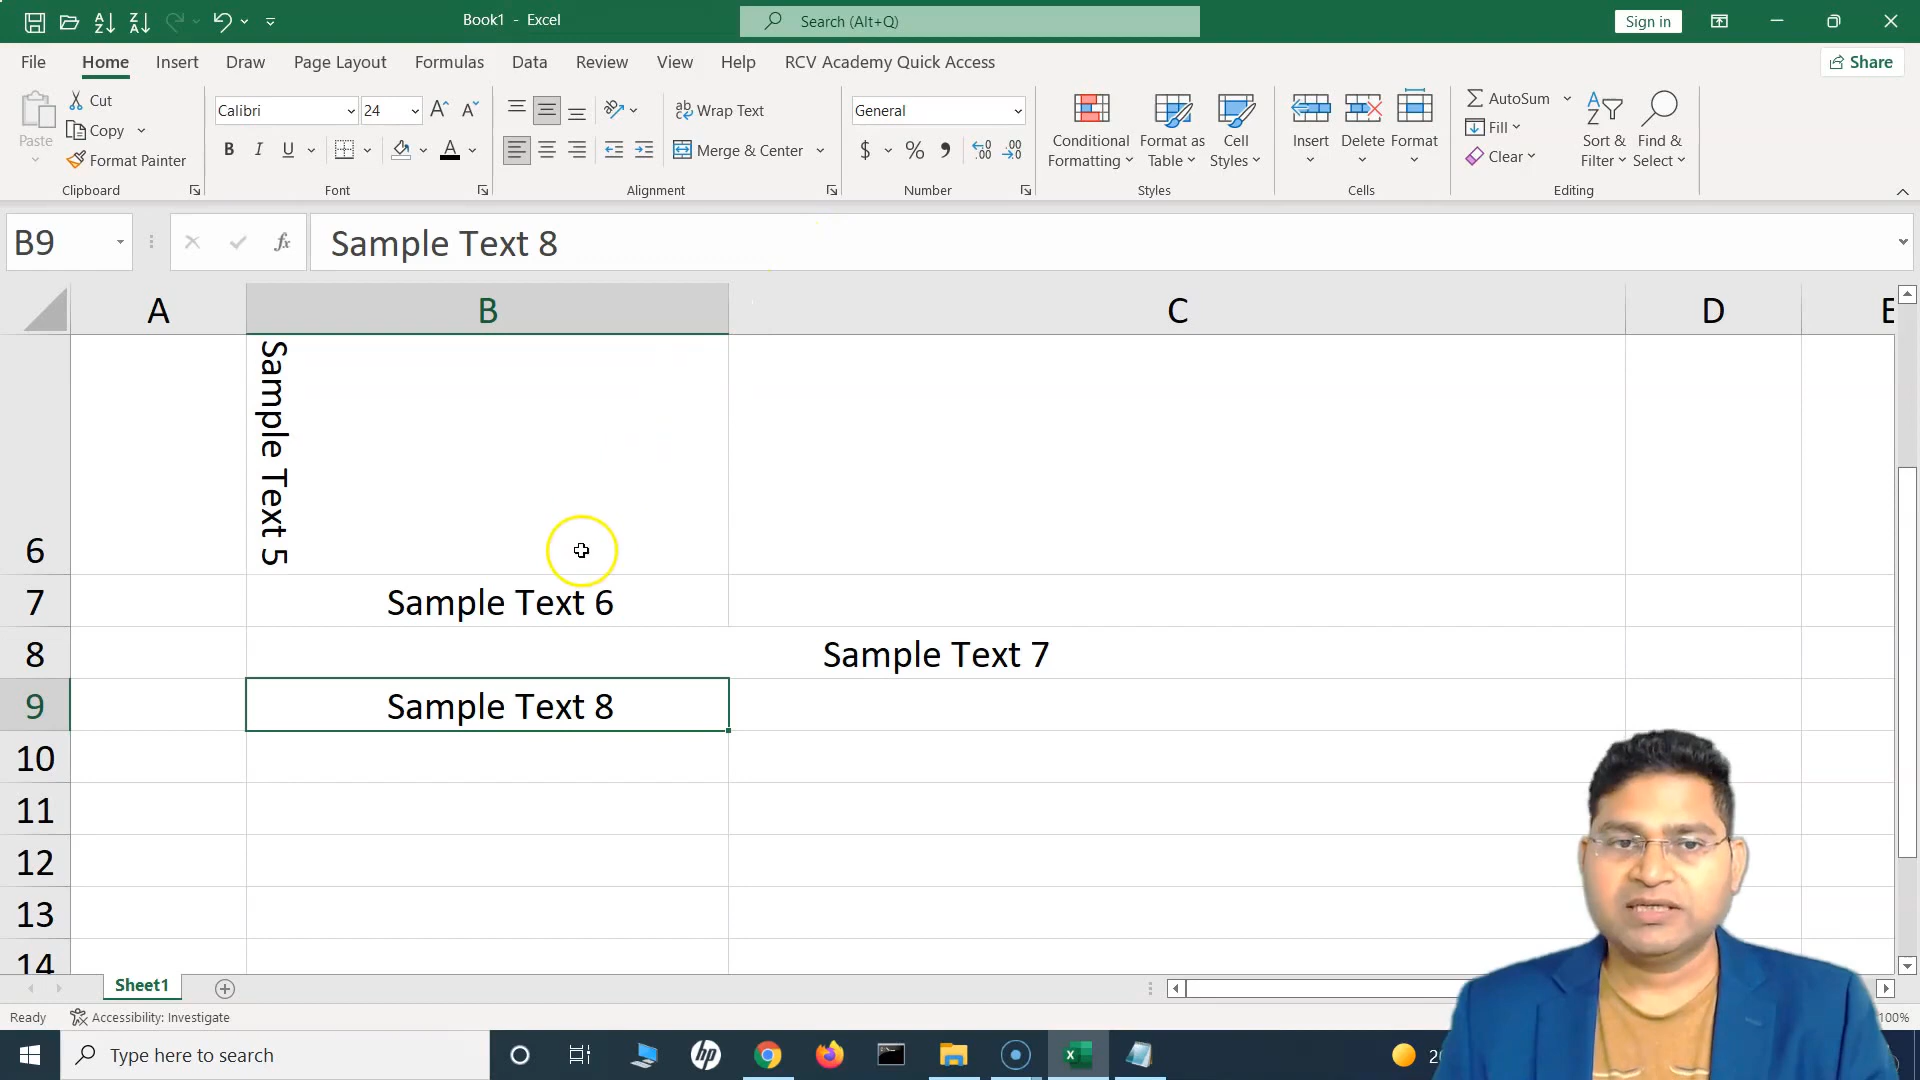 Book1 - Excel
Search (Alt+Q)
Sign in
File Home Insert Draw Page Layout Formulas Data Review View Help RCV Academy Quick Access
Share
Paste
Cut
Copy
Format Painter
Clipboard
Calibri 24
B I U
Font
Wrap Text
Merge & Center
Alignment
General
$ % ,
Number
Conditional Formatting
Format as Table
Cell Styles
Styles
Insert Delete Format
Cells
AutoSum
Fill
Clear
Sort & Filter
Find & Select
Editing
B9
fx
Sample Text 8
A B C D E
6 Sample Text 5
7 Sample Text 6
8 Sample Text 7
9 Sample Text 8
10
11
12
13
14
Sheet1
Ready Accessibility: Investigate
100%
Type here to search
hp